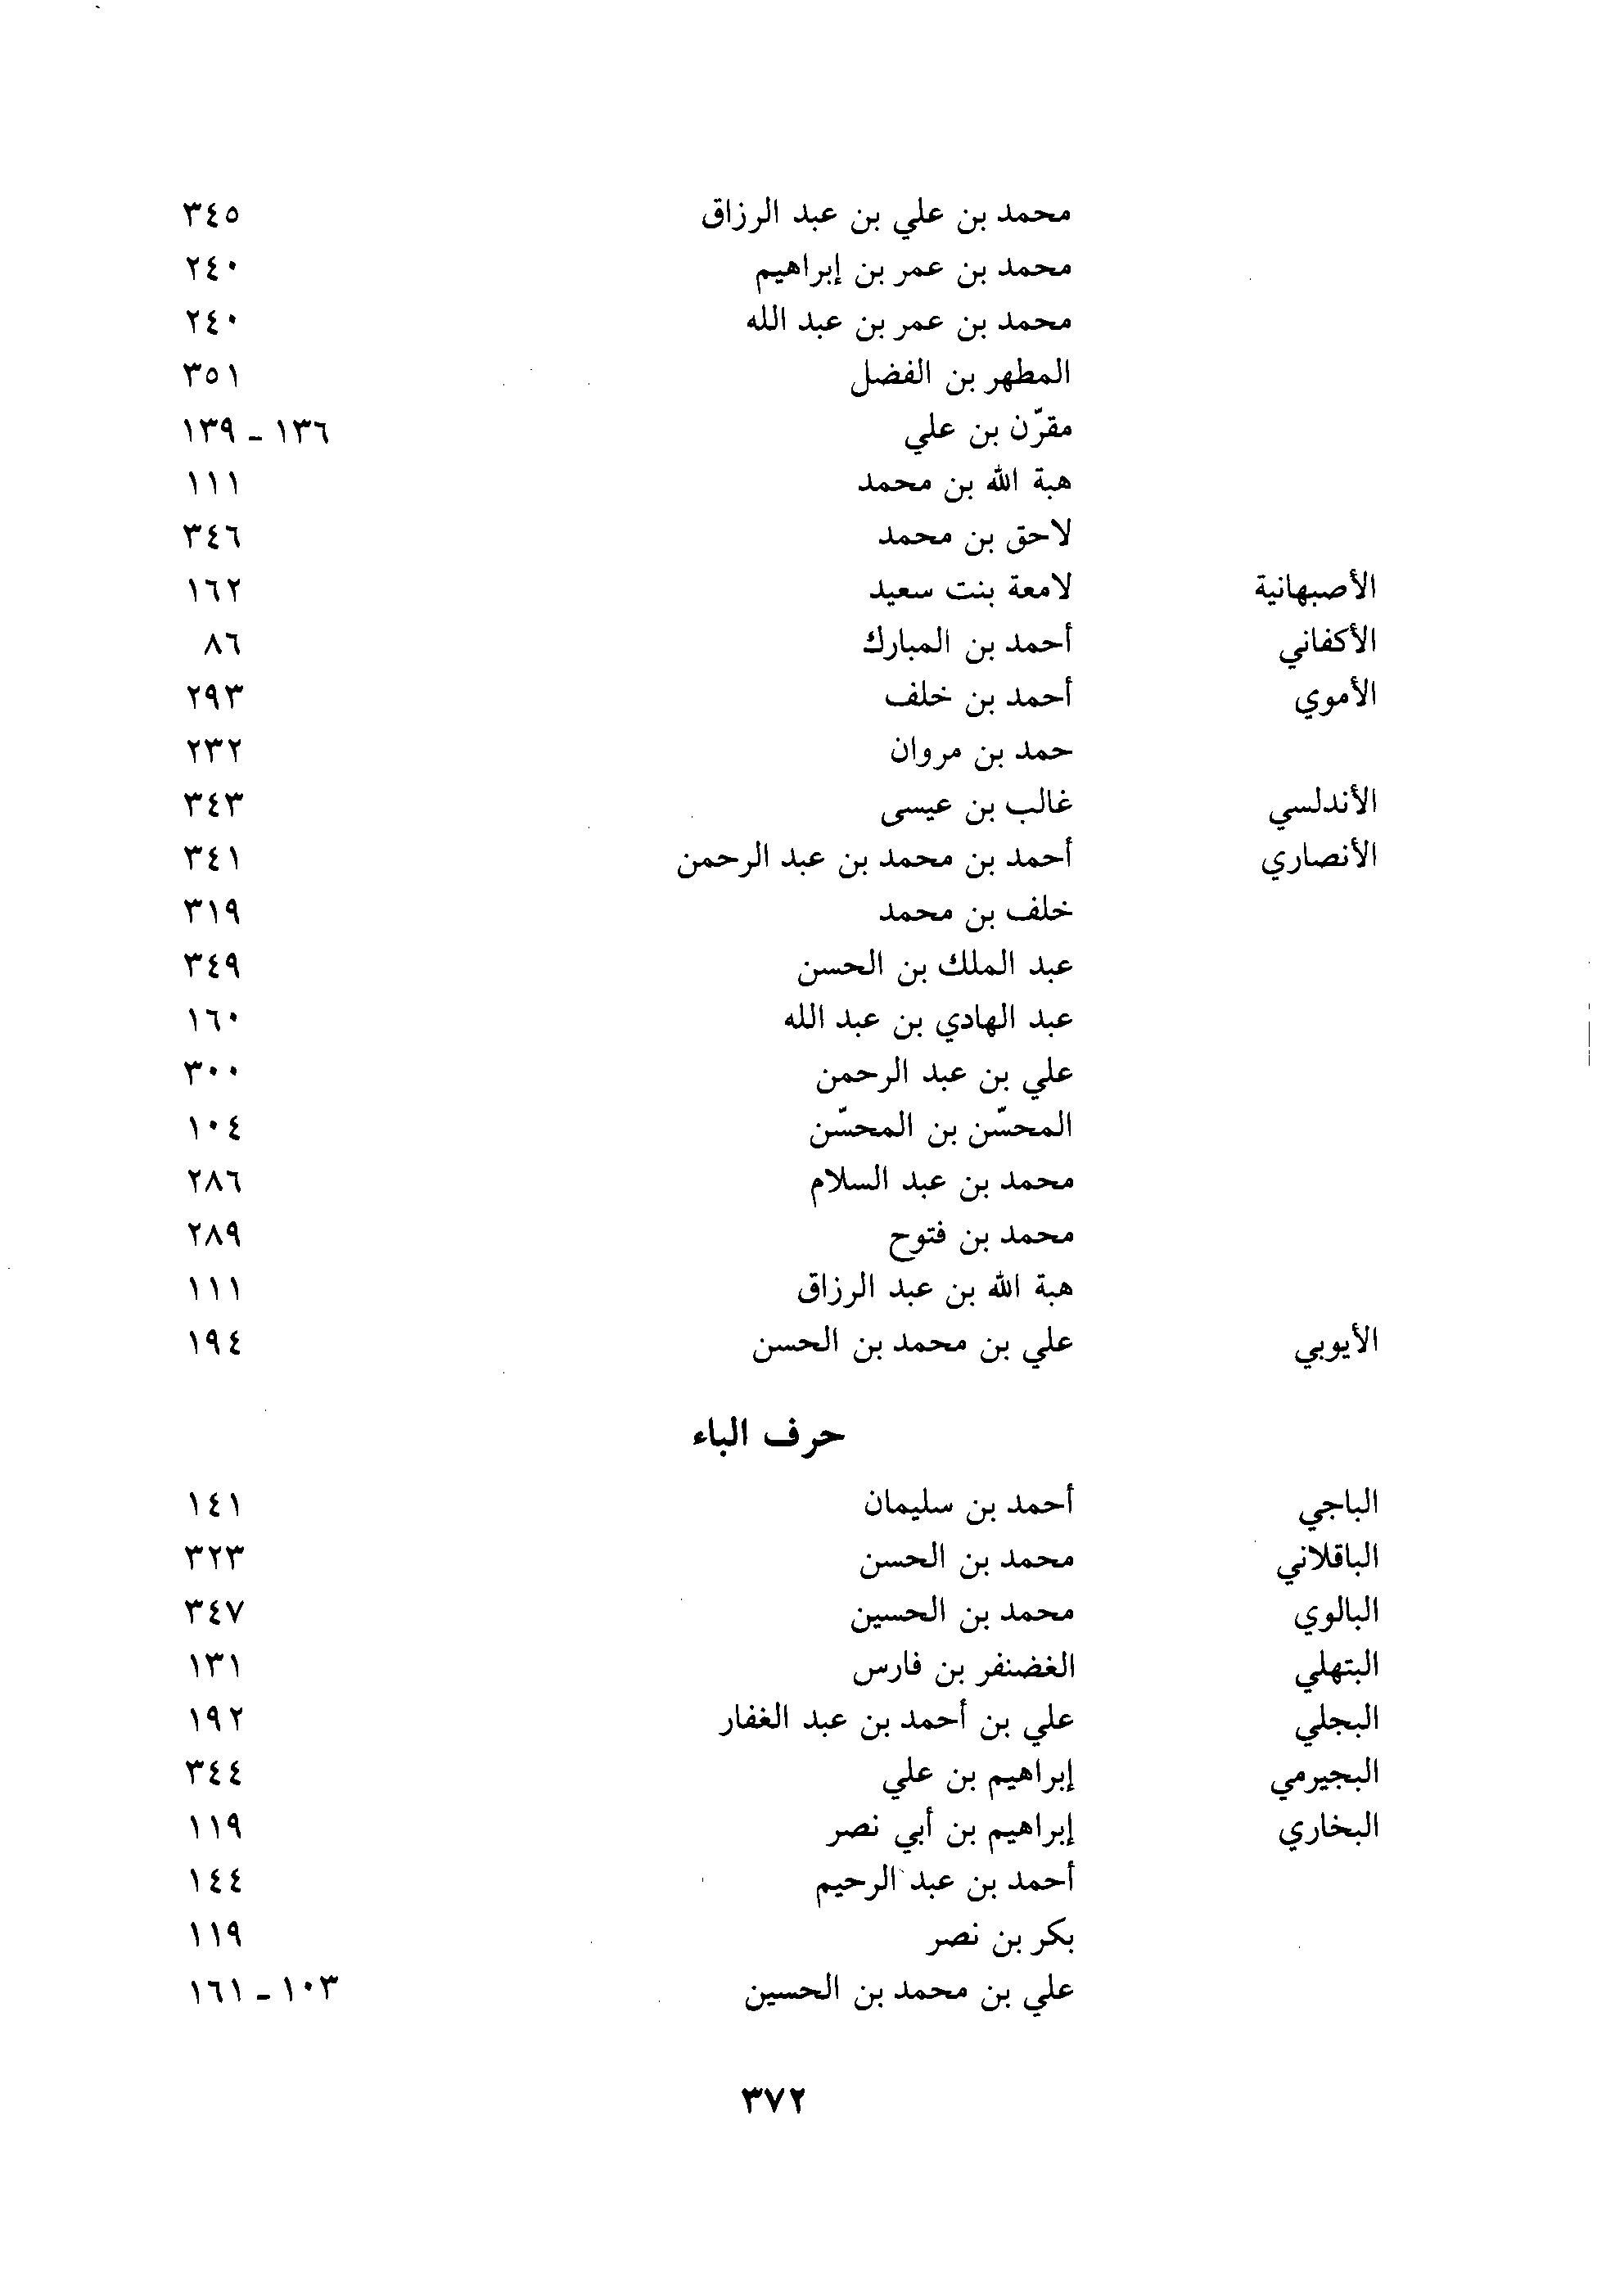 محمد بن علي بن عبد الرزاق ٣٤٥
محمد بن عمر بن إبراهيم ٢٤٠
محمد بن عمر بن عبد الله ٢٤٠
المطهر بن الفضل ٣٥١
مقرّن بن علي ١٣٦ - ١٣٩
هبة الله بن محمد ١١١
لاحق بن محمد ٣٤٦
الأصبهانية لامعة بنت سعيد ١٦٢
الأكفاني أحمد بن المبارك ٨٦
الأموي أحمد بن خلف ٢٩٣
حمد بن مروان ٢٣٢
الأندلسي غالب بن عيسى ٣٤٣
الأنصاري أحمد بن محمد بن عبد الرحمن ٣٤١
خلف بن محمد ٣١٩
عبد الملك بن الحسن ٣٤٩
عبد الهادي بن عبد الله ١٦٠
علي بن عبد الرحمن ٣٠٠
المحسّن بن المحسّن ١٠٤
محمد بن عبد السلام ٢٨٦
محمد بن فتوح ٢٨٩
هبة الله بن عبد الرزاق ١١١
الأيوبي علي بن محمد بن الحسن ١٩٤
حرف الباء
الباجي أحمد بن سليمان ١٤١
الباقلاني محمد بن الحسن ٣٢٣
البالوي محمد بن الحسين ٣٤٧
البتهلي الغضنفر بن فارس ١٣١
البجلي علي بن أحمد بن عبد الغفار ١٩٢
البجيرمي إبراهيم بن علي ٣٤٤
البخاري إبراهيم بن أبي نصر ١١٩
أحمد بن عبد الرحيم ١٤٤
بكر بن نصر ١١٩
علي بن محمد بن الحسين ١٠٣ - ١٦١
٣٧٢